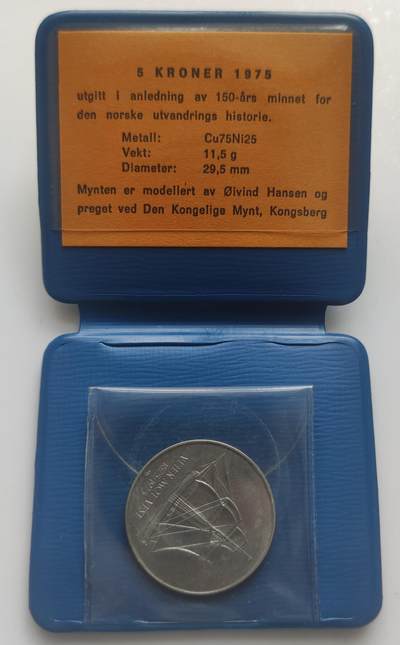 5 KRONER 1975
utgitt i anledning av 150-års minnet for
den norske utvandrings historie.
Metall: Cu75Ni25
Vekt: 11,5 g
Diameter: 29,5 mm
Mynten er modellert av Øivind Hansen og
preget ved Den Kongelige Mynt, Kongsberg